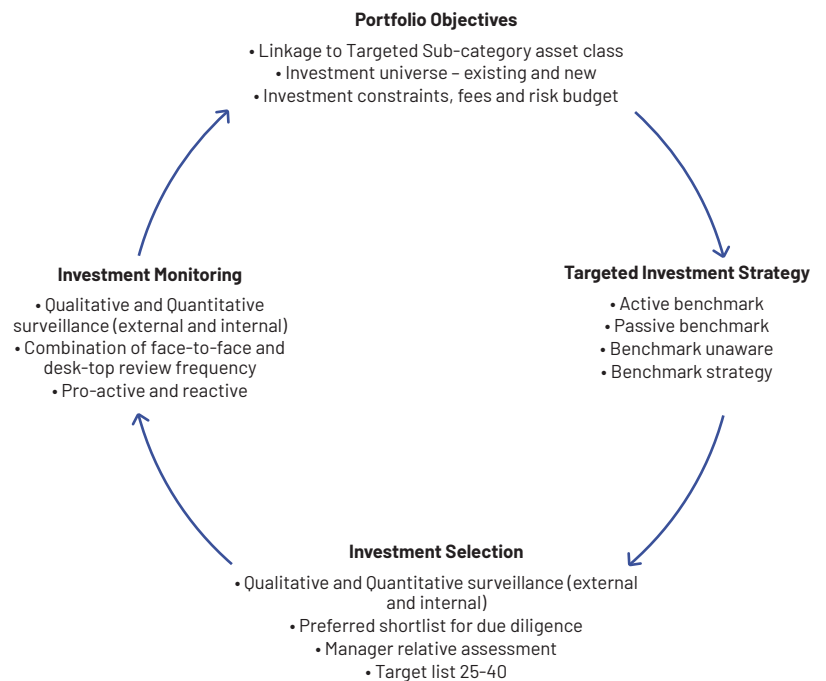 Portfolio Objectives
• Linkage to Targeted Sub-category asset class
• Investment universe – existing and new
• Investment constraints, fees and risk budget
Targeted Investment Strategy
• Active benchmark
• Passive benchmark
• Benchmark unaware
• Benchmark strategy
Investment Selection
• Qualitative and Quantitative surveillance (external
and internal)
• Preferred shortlist for due diligence
• Manager relative assessment
• Target list 25-40
Investment Monitoring
• Qualitative and Quantitative
surveillance (external and internal)
• Combination of face-to-face and
desk-top review frequency
• Pro-active and reactive